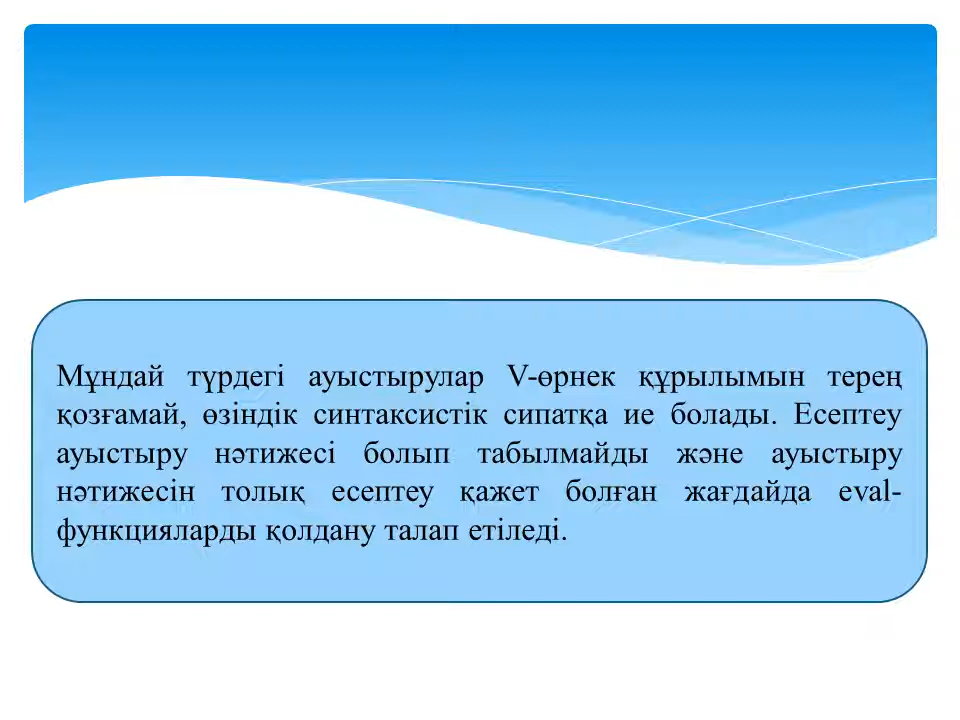 Мұндай түрдегі ауыстырулар V-өрнек құрылымын терең
қозғамай, өзіндік синтаксистік сипатқа ие болады. Есептеу
ауыстыру нәтижесі болып табылмайды және ауыстыру
нәтижесін толық есептеу қажет болған жағдайда eval-
функцияларды қолдану талап етіледі.